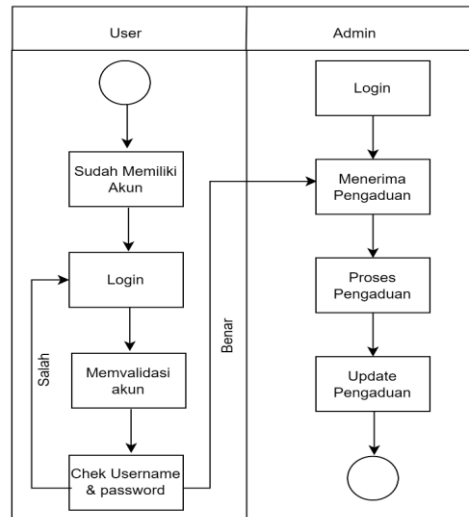 User
Admin
Sudah Memiliki
Akun
Login
Memvalidasi
akun
Chek Username
& password
Salah
Benar
Login
Menerima
Pengaduan
Proses
Pengaduan
Update
Pengaduan